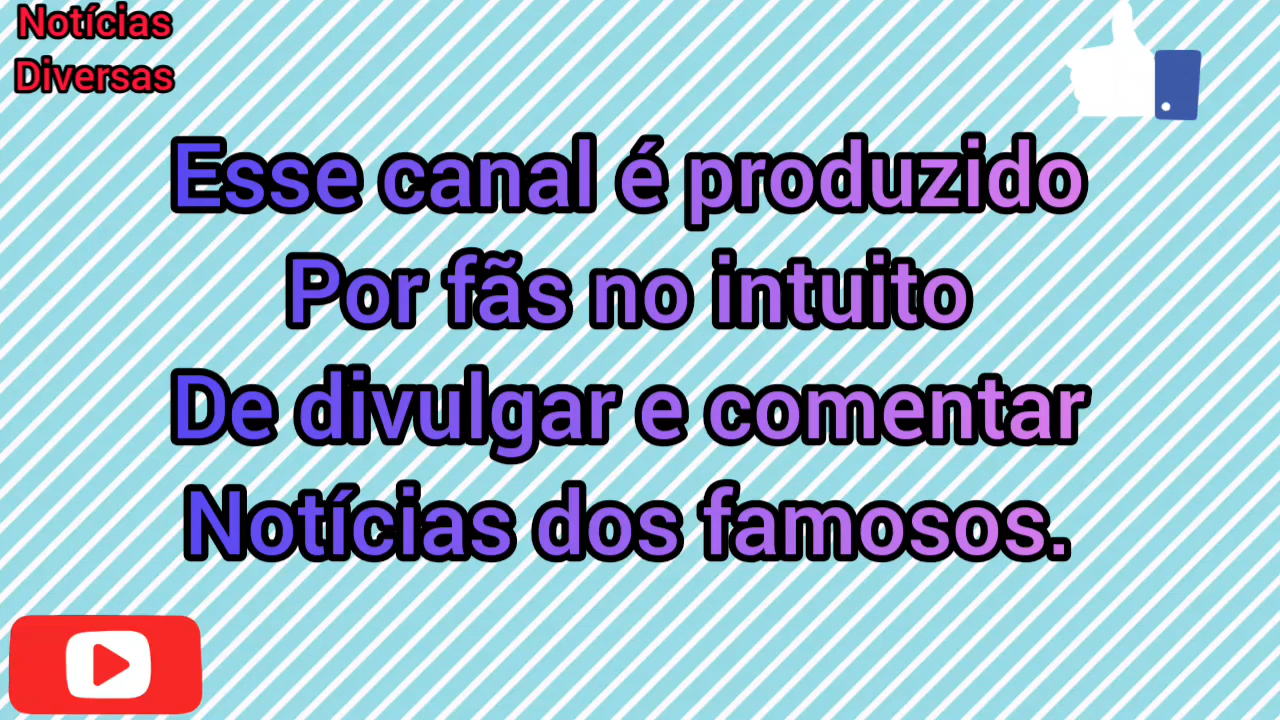 Notícias
Diversas
Esse canal é produzido
Por fãs no intuito
De divulgar e comentar
Notícias dos famosos.